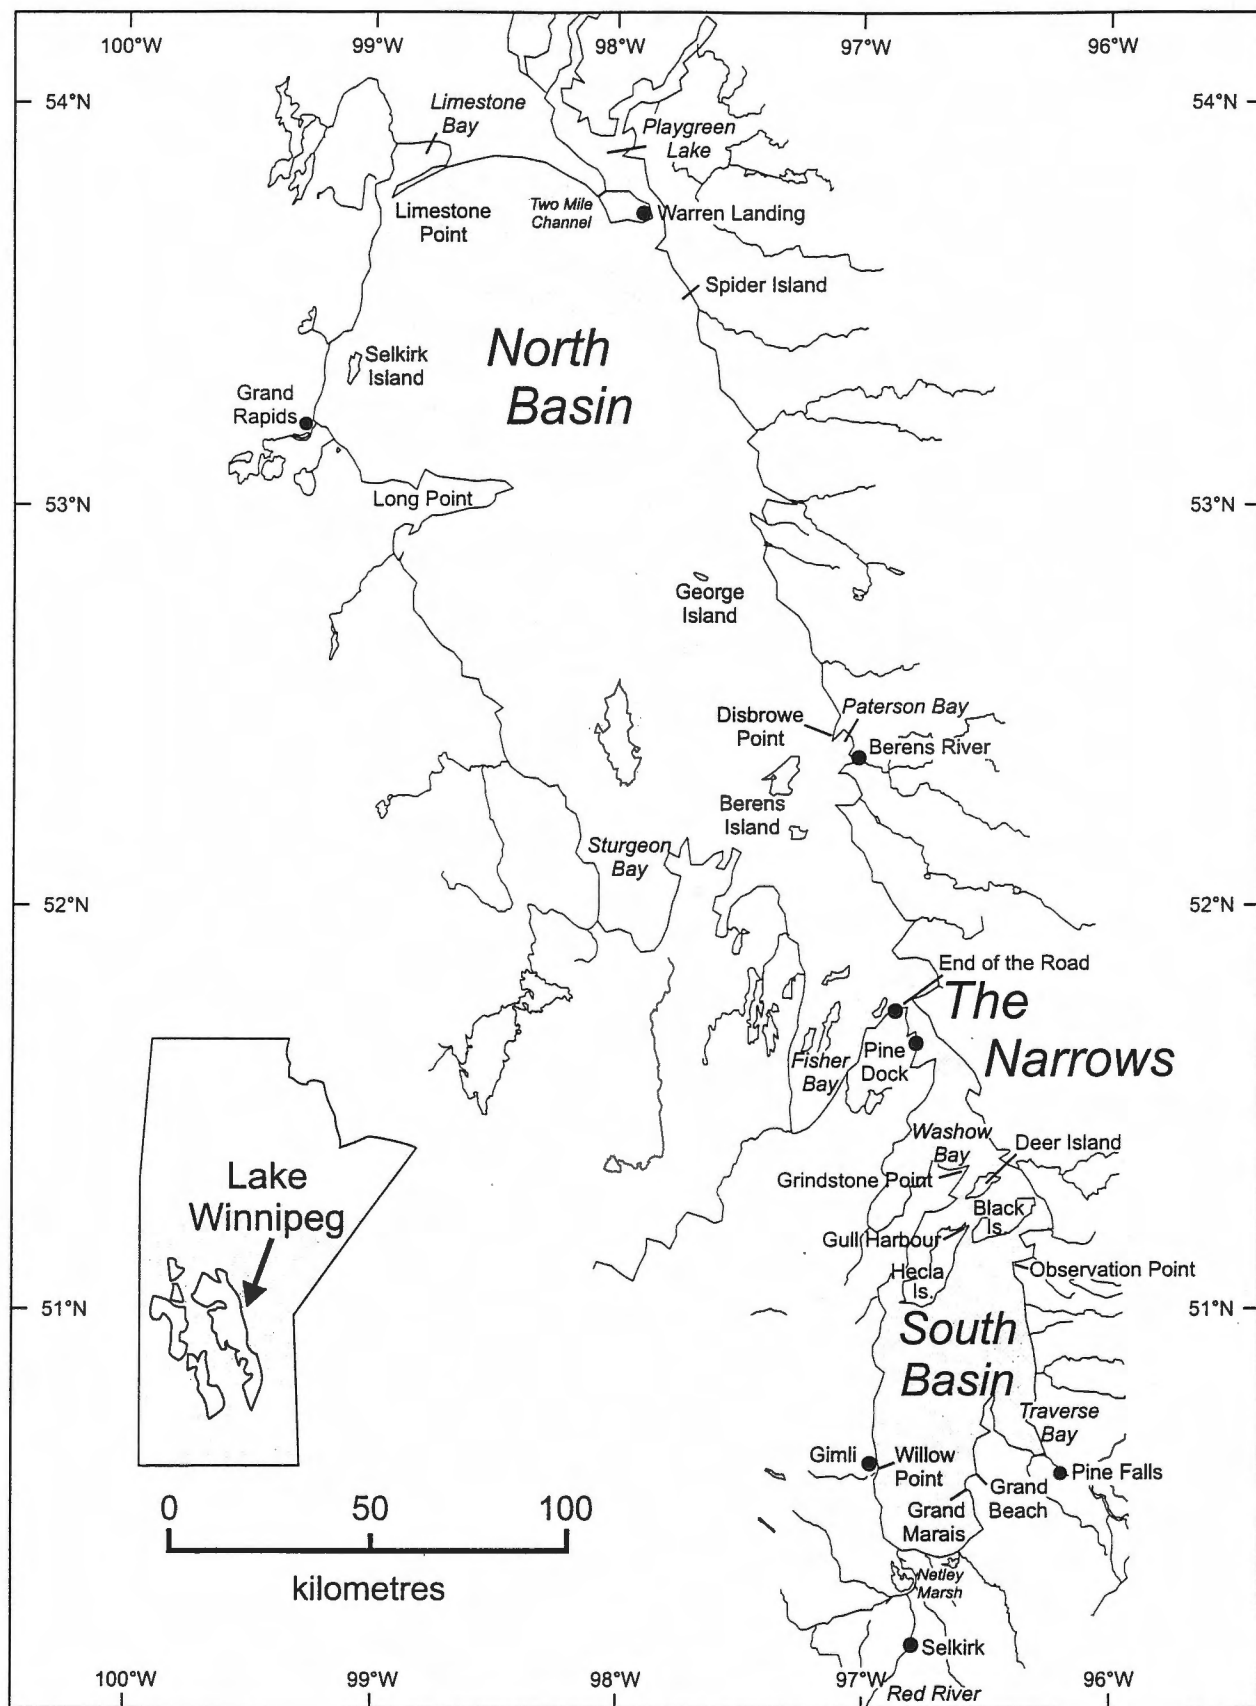 100°W 99°W 98°W 97°W 96°W
54°N 54°N
Limestone
Bay
Playgreen
Lake
Limestone
Point
Two Mile
Channel
Warren Landing
Spider Island
North
Basin
Selkirk
Island
Grand
Rapids
Long Point
53°N 53°N
George
Island
Disbrowe
Point
Paterson Bay
Berens River
Berens
Island
Sturgeon
Bay
52°N 52°N
End of the Road
The
Narrows
Fisher
Bay
Pine
Dock
Washow
Bay
Deer Island
Grindstone Point
Black
Is.
Gull Harbour
Hecla
Is.
Observation Point
Lake
Winnipeg
51°N 51°N
South
Basin
Traverse
Bay
Gimli
Willow
Point
Pine Falls
Grand
Beach
Grand
Marais
0 50 100
kilometres
Netley
Marsh
Selkirk
Red River
100°W 99°W 98°W 97°W 96°W